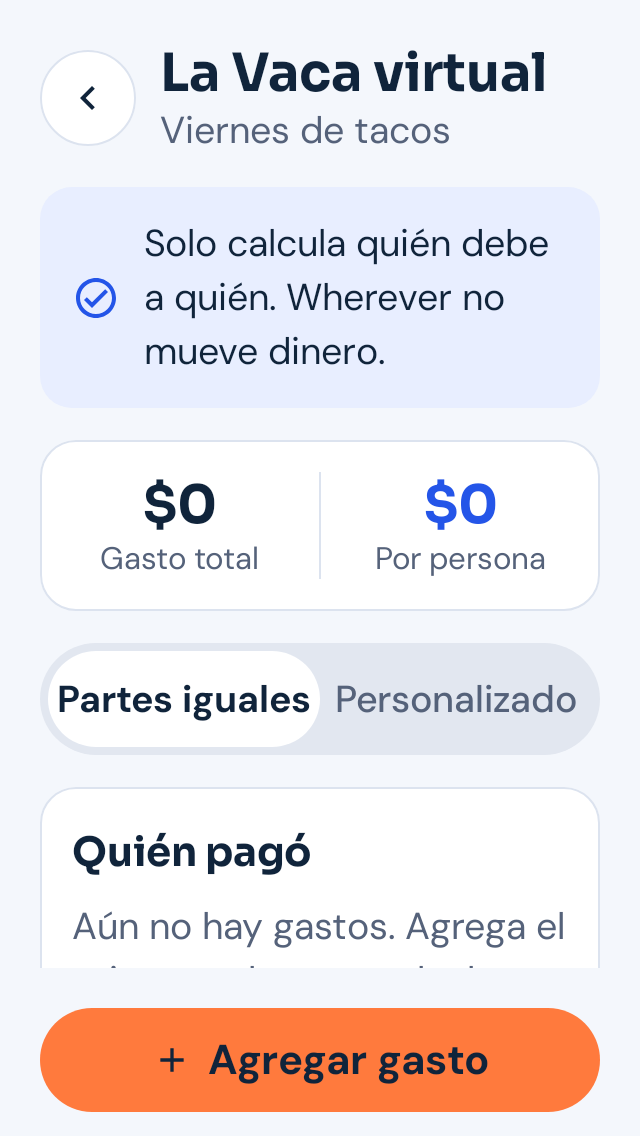 La Vaca virtual
Viernes de tacos
Solo calcula quién debe
a quién. Wherever no
mueve dinero.
$0
Gasto total
$0
Por persona
Partes iguales
Personalizado
Quién pagó
Aún no hay gastos. Agrega el
+ Agregar gasto